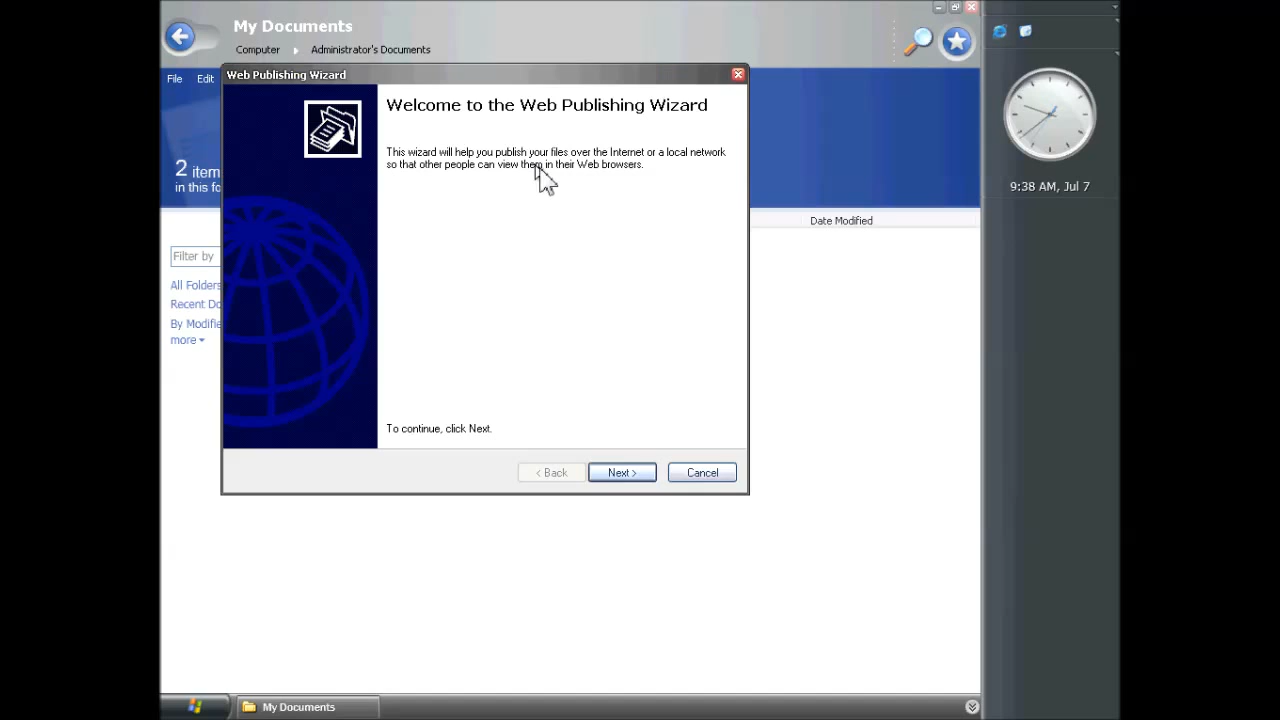 My Documents
Computer Administrator's Documents
File Edit
Web Publishing Wizard
Welcome to the Web Publishing Wizard
This wizard will help you publish your files over the Internet or a local network
so that other people can view them in their Web browsers.
2 item
in this fo
9:38 AM, Jul 7
Date Modified
Filter by
All Folders
Recent Do
By Modifie
more
To continue, click Next.
< Back Next > Cancel
My Documents